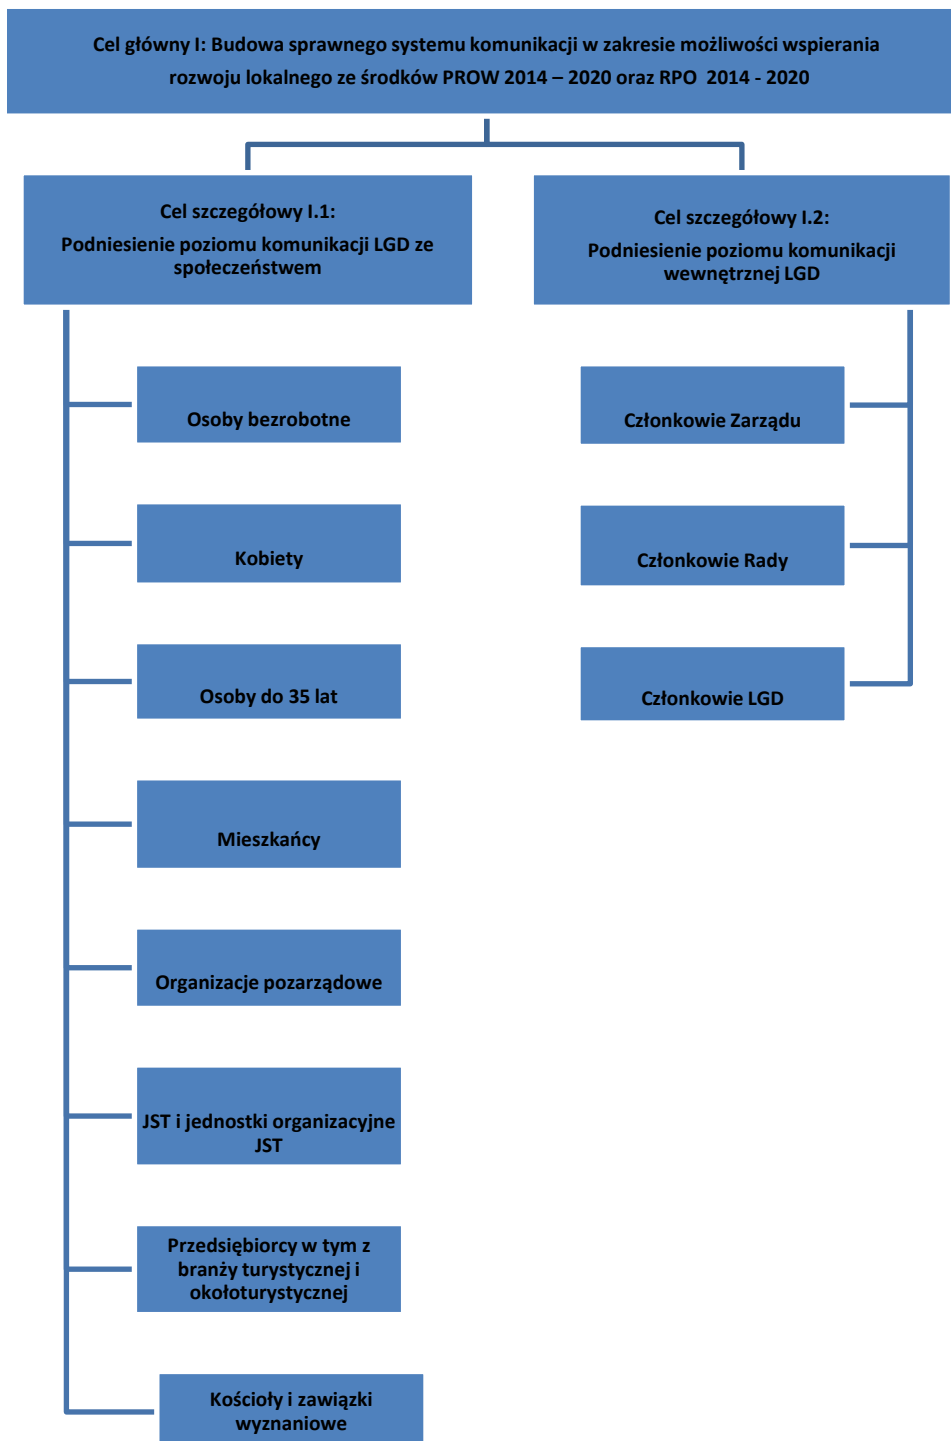 Cel główny I: Budowa sprawnego systemu komunikacji w zakresie możliwości wspierania
rozwoju lokalnego ze środków PROW 2014 – 2020 oraz RPO 2014 - 2020
Cel szczegółowy I.1:
Podniesienie poziomu komunikacji LGD ze
społeczeństwem
Osoby bezrobotne
Kobiety
Osoby do 35 lat
Mieszkańcy
Organizacje pozarządowe
JST i jednostki organizacyjne
JST
Przedsiębiorcy w tym z
branży turystycznej i
okołoturystycznej
Kościoły i zawiązki
wyznaniowe
Cel szczegółowy I.2:
Podniesienie poziomu komunikacji
wewnętrznej LGD
Członkowie Zarządu
Członkowie Rady
Członkowie LGD